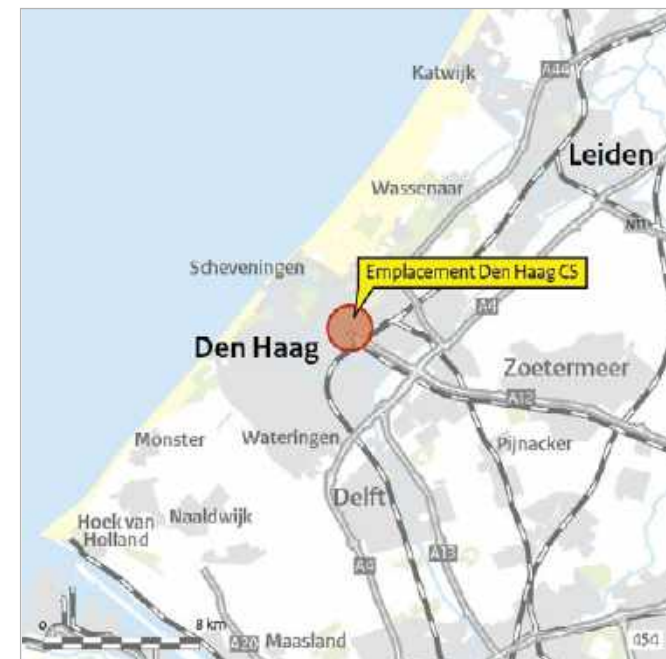 Katwijk
A44
Leiden
Wassenaar
N11
Scheveningen
Emplacement Den Haag CS
A4
Den Haag
Zoetermeer
A12
Monster
Wateringen
Pijnacker
Delft
Hoek van
Holland
Naaldwijk
A4
A13
0
8 km
A20
Maasland